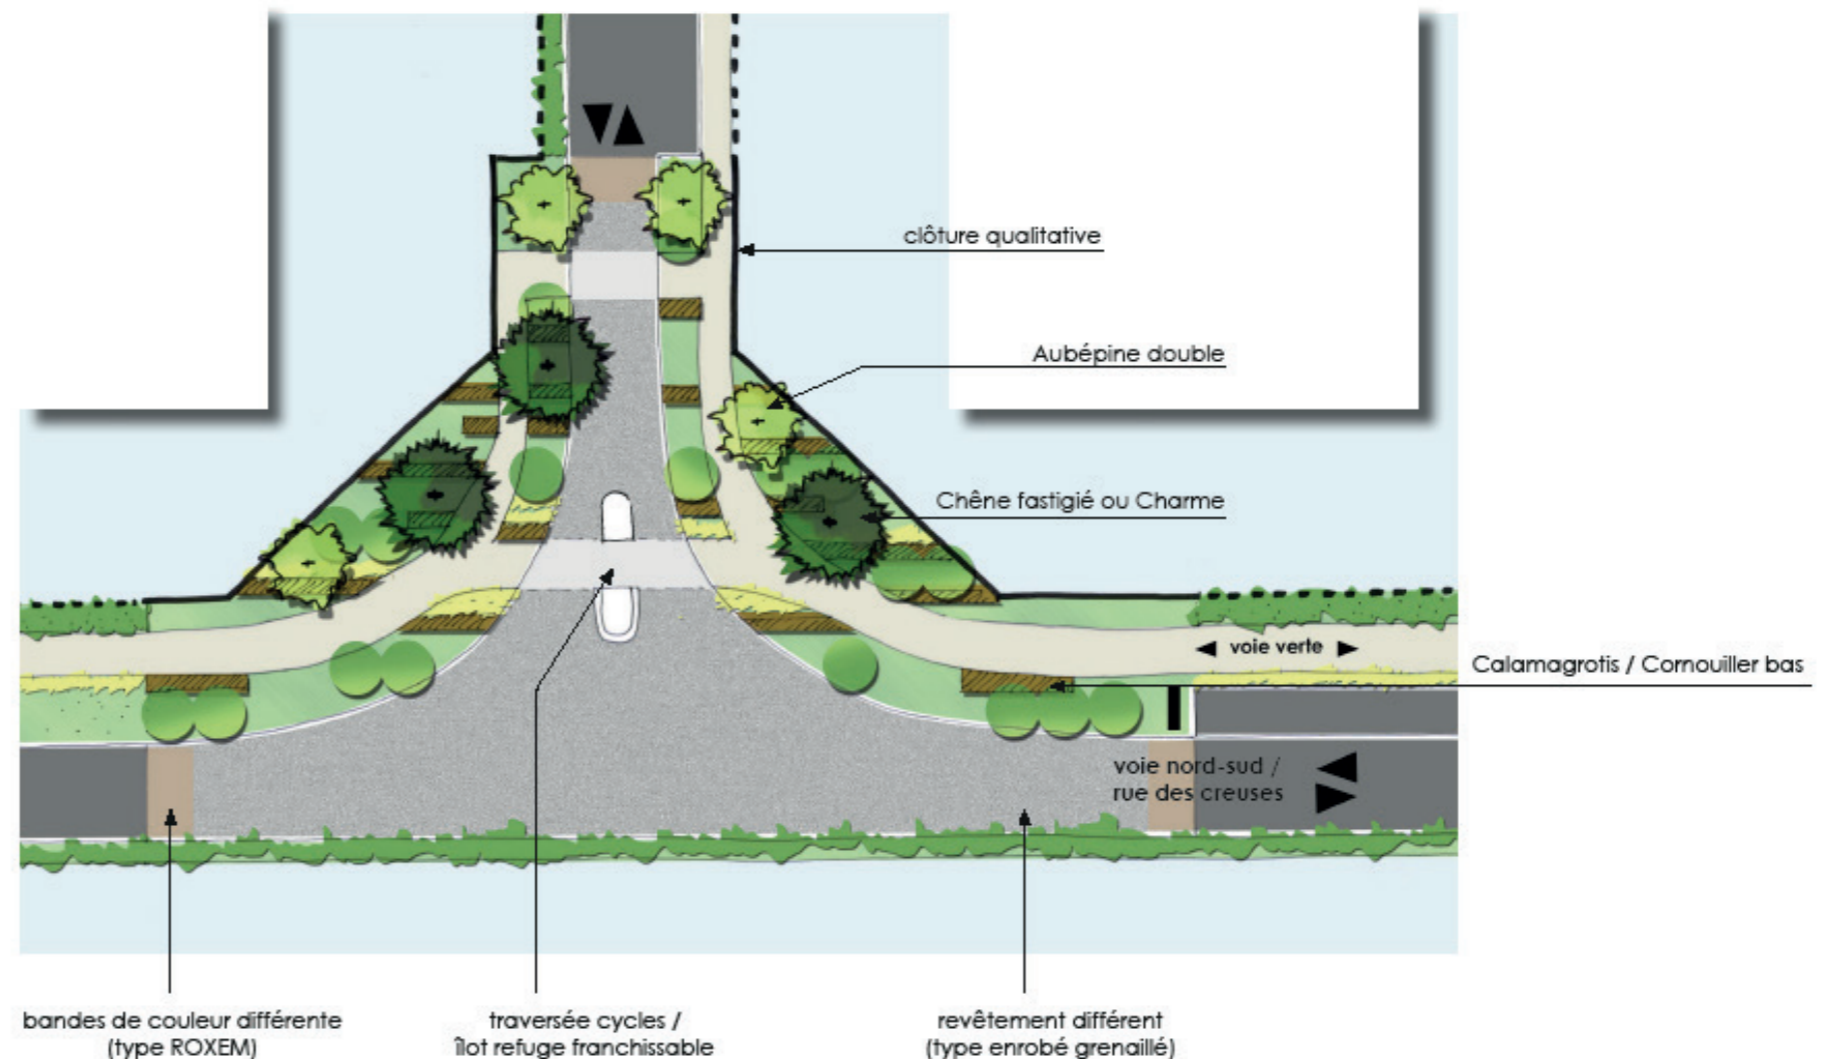 clôture qualitative
Aubépine double
Chêne fastigié ou Charme
voie verte
Calamagrotis / Cornouiller bas
voie nord-sud /
rue des creuses
bandes de couleur différente
(type ROXEM)
traversée cycles /
îlot refuge franchissable
revêtement différent
(type enrobé grenaillé)